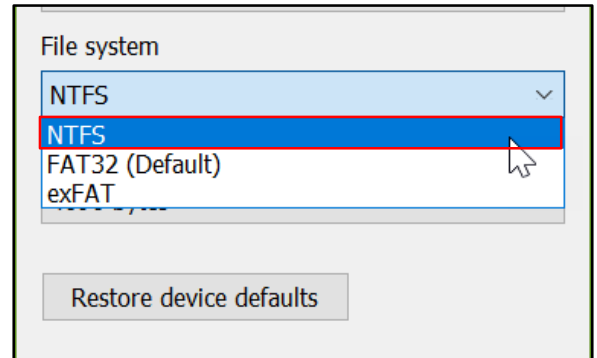 File system
NTFS
NTFS
FAT32 (Default)
exFAT
Restore device defaults